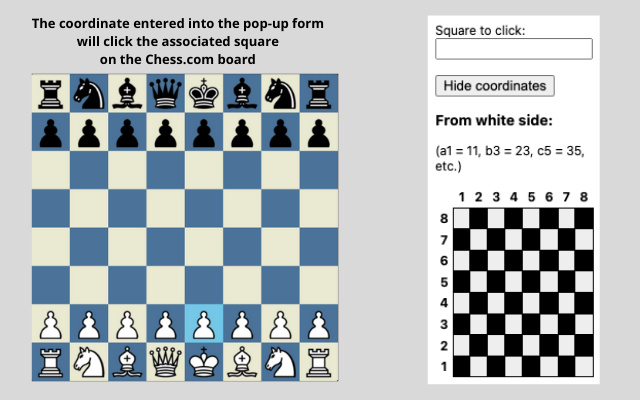 The coordinate entered into the pop-up form
will click the associated square
on the Chess.com board
Square to click:
Hide coordinates
From white side:
(a1 = 11, b3 = 23, c5 = 35,
etc.)
1 2 3 4 5 6 7 8
8
7
6
5
4
3
2
1